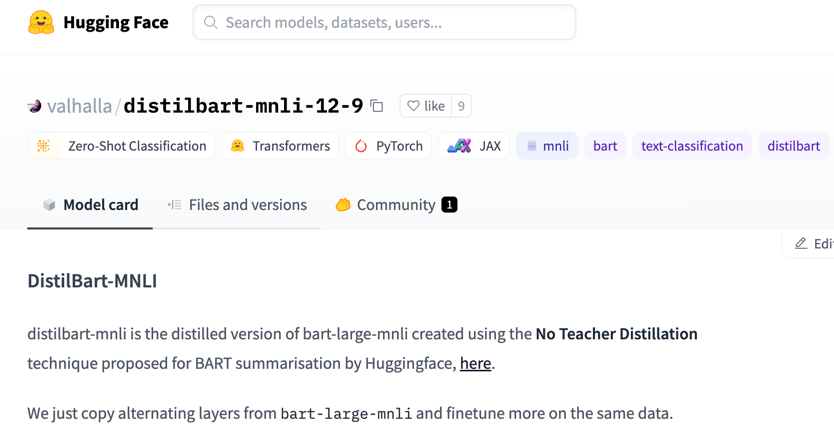 Hugging Face
Search models, datasets, users...
valhalla/distilbart-mnli-12-9
like 9
Zero-Shot Classification Transformers PyTorch JAX mnli bart text-classification distilbart
Model card Files and versions Community 1
Edi
DistilBart-MNLI
distilbart-mnli is the distilled version of bart-large-mnli created using the No Teacher Distillation
technique proposed for BART summarisation by Huggingface, here.
We just copy alternating layers from bart-large-mnli and finetune more on the same data.